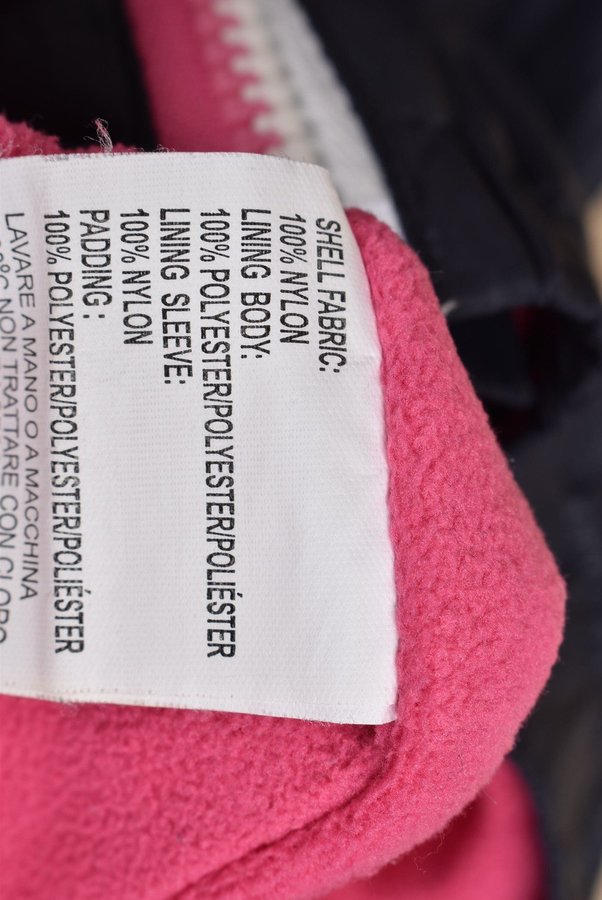 SHELL FABRIC:
100% NYLON
LINING BODY:
100% POLYESTER/POLYESTER/POLIÉSTER
LINING SLEEVE:
100% NYLON
PADDING:
100% POLYESTER/POLYESTER/POLIÉSTER
LAVARE A MANO O A MACCHINA
NON TRATTARE CON CLORO